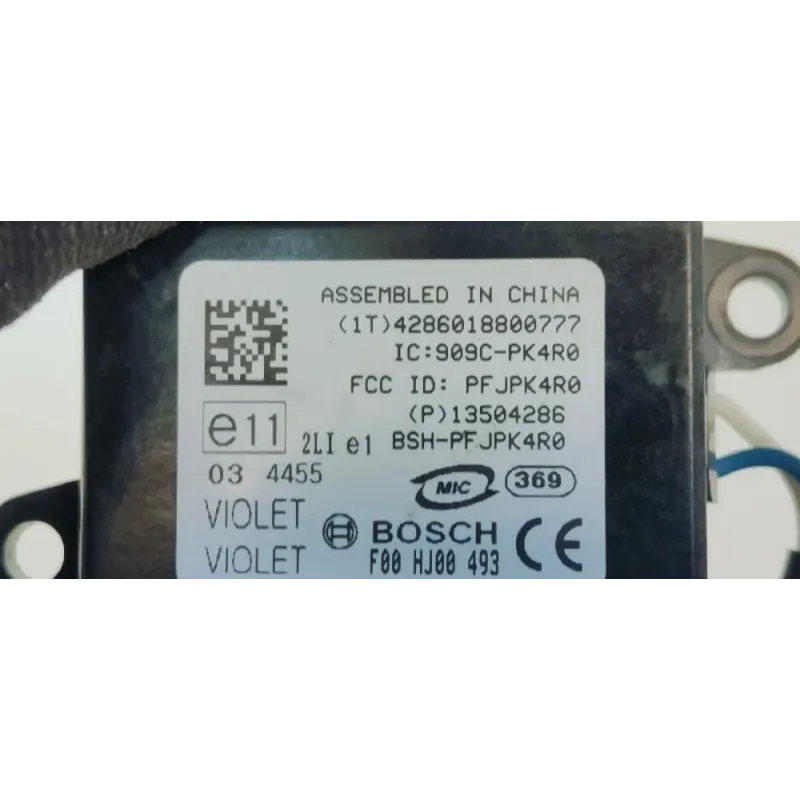 ASSEMBLED IN CHINA
(1T)4286018800777
IC:909C-PK4R0
FCC ID: PFJPK4R0
(P)13504286
e11 2LI e1 BSH-PFJPK4R0
03 4455
MIC 369
VIOLET
BOSCH CE
VIOLET
F00 HJ00 493